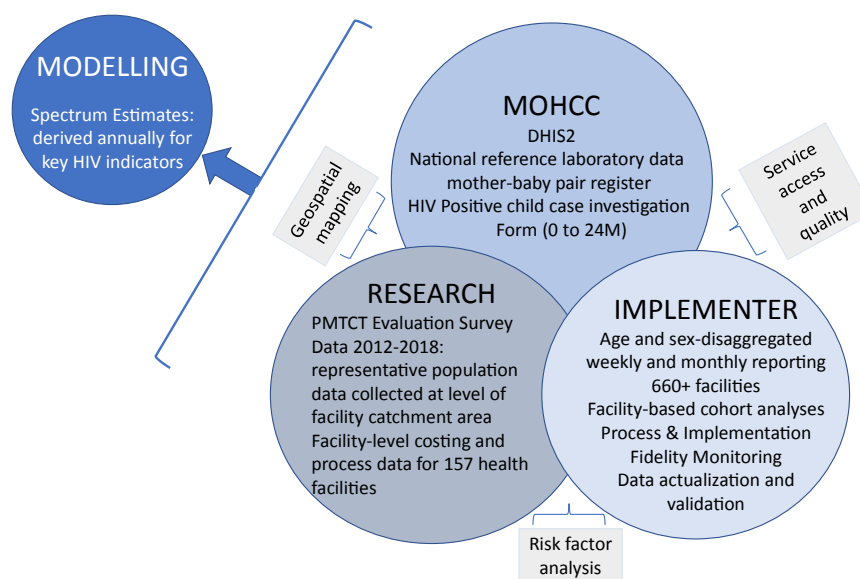 MODELLING
Spectrum Estimates:
derived annually for
key HIV indicators
MOHCC
DHIS2
National reference laboratory data
mother-baby pair register
HIV Positive child case investigation
Form (0 to 24M)
Geospatial
mapping
Service
access
and
quality
RESEARCH
PMTCT Evaluation Survey
Data 2012-2018:
representative population
data collected at level of
facility catchment area
Facility-level costing and
process data for 157 health
facilities
IMPLEMENTER
Age and sex-disaggregated
weekly and monthly reporting
660+ facilities
Facility-based cohort analyses
Process & Implementation
Fidelity Monitoring
Data actualization and
validation
Risk factor
analysis